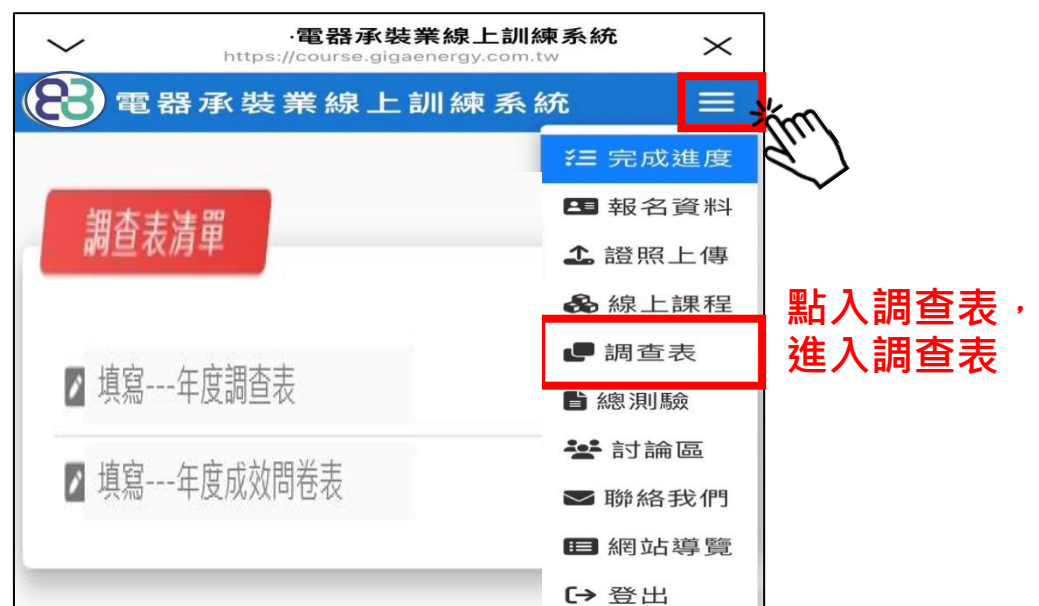 ·電器承裝業線上訓練系統
https://course.gigaenergy.com.tw
電器承裝業線上訓練系統
完成進度
報名資料
調查表清單
證照上傳
線上課程
點入調查表，
調查表
進入調查表
填寫---年度調查表
總測驗
討論區
填寫---年度成效問卷表
聯絡我們
網站導覽
登出